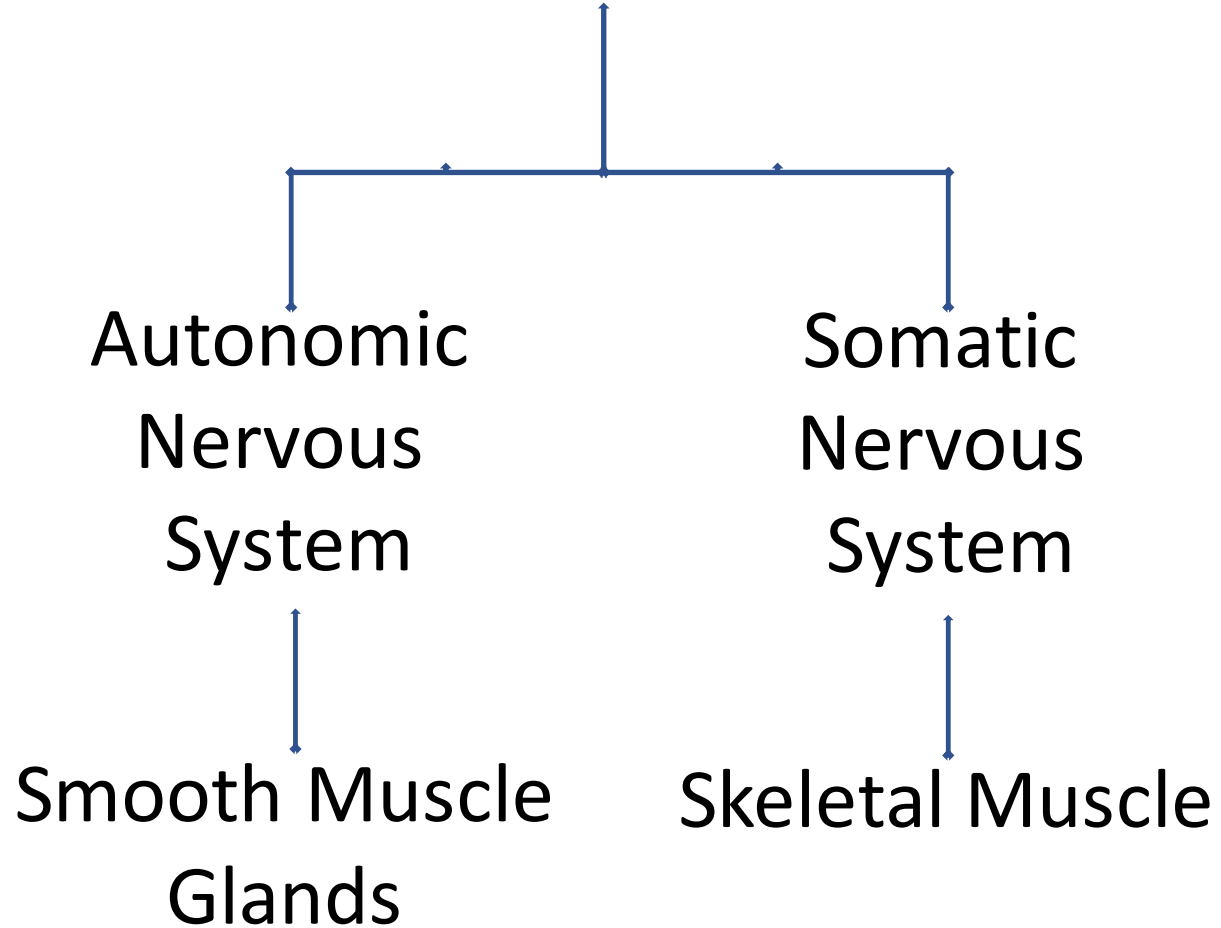 Autonomic
Nervous
System
Somatic
Nervous
System
Smooth Muscle
Glands
Skeletal Muscle